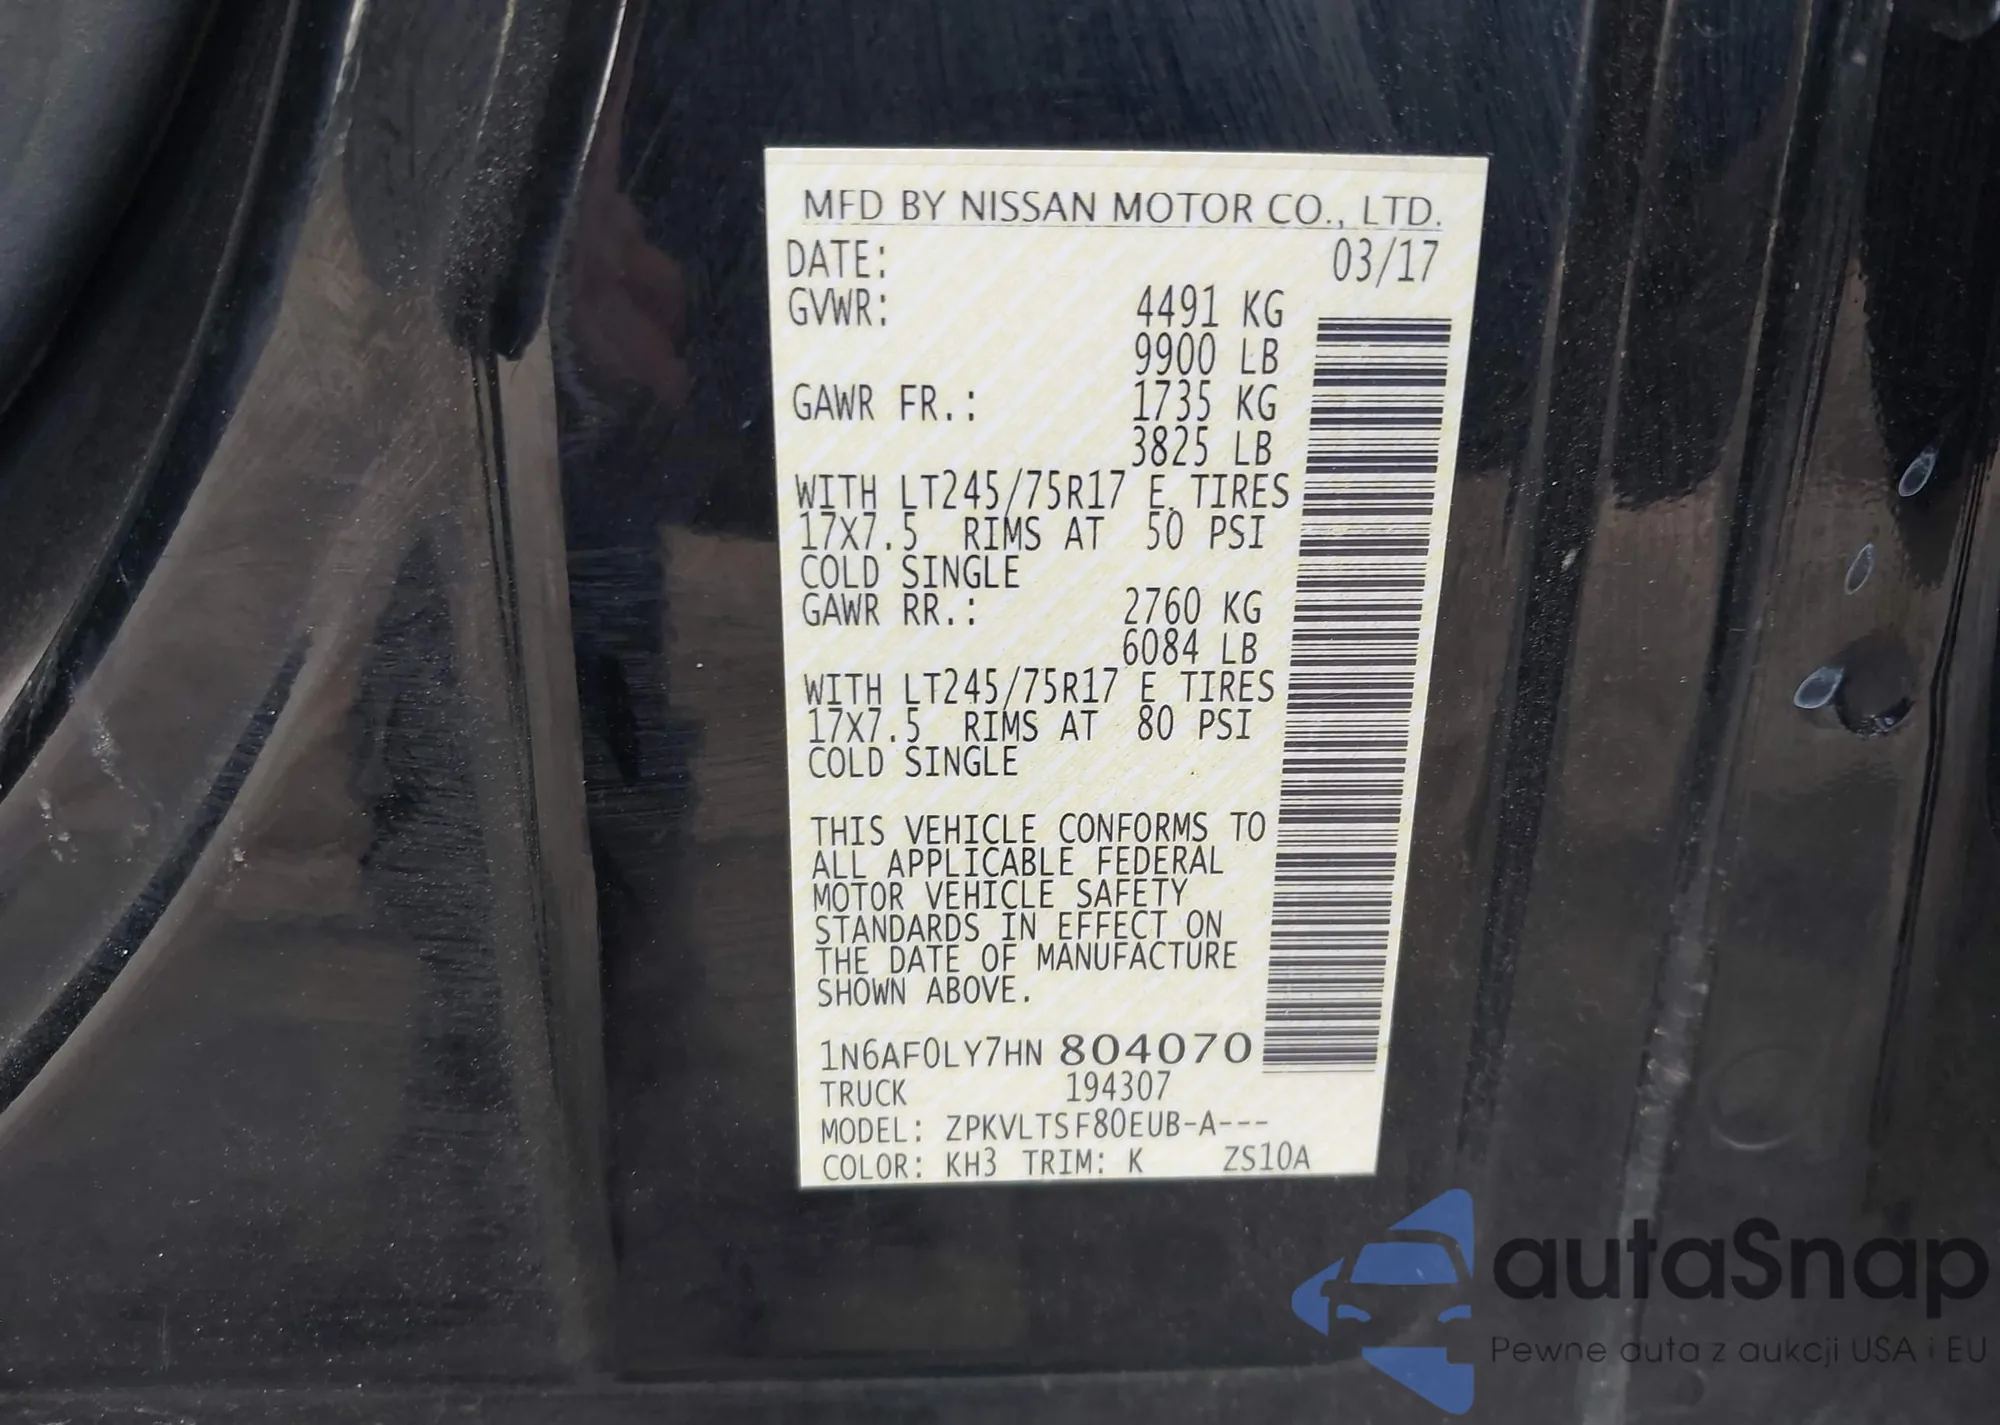 MFD BY NISSAN MOTOR CO., LTD.
DATE: 03/17
GVWR: 4491 KG
9900 LB
GAWR FR.: 1735 KG
3825 LB
WITH LT245/75R17 E TIRES
17X7.5 RIMS AT 50 PSI
COLD SINGLE
GAWR RR.: 2760 KG
6084 LB
WITH LT245/75R17 E TIRES
17X7.5 RIMS AT 80 PSI
COLD SINGLE
THIS VEHICLE CONFORMS TO
ALL APPLICABLE FEDERAL
MOTOR VEHICLE SAFETY
STANDARDS IN EFFECT ON
THE DATE OF MANUFACTURE
SHOWN ABOVE.
1N6AF0LY7HN 804070
TRUCK 194307
MODEL: ZPKVLTSF80EUB-A---
COLOR: KH3 TRIM: K ZS10A
autaSnap
Pewne auta z aukcji USA i EU